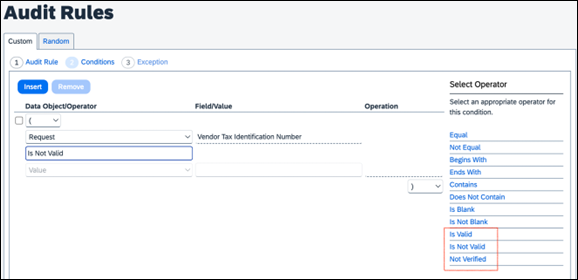 Audit Rules
Custom Random
1 Audit Rule 2 Conditions 3 Exception
Insert Remove
Data Object/Operator Field/Value Operation
(
Request Vendor Tax Identification Number
Is Not Valid
Value
)
Select Operator
Select an appropriate operator for
this condition.
Equal
Not Equal
Begins With
Ends With
Contains
Does Not Contain
Is Blank
Is Not Blank
Is Valid
Is Not Valid
Not Verified